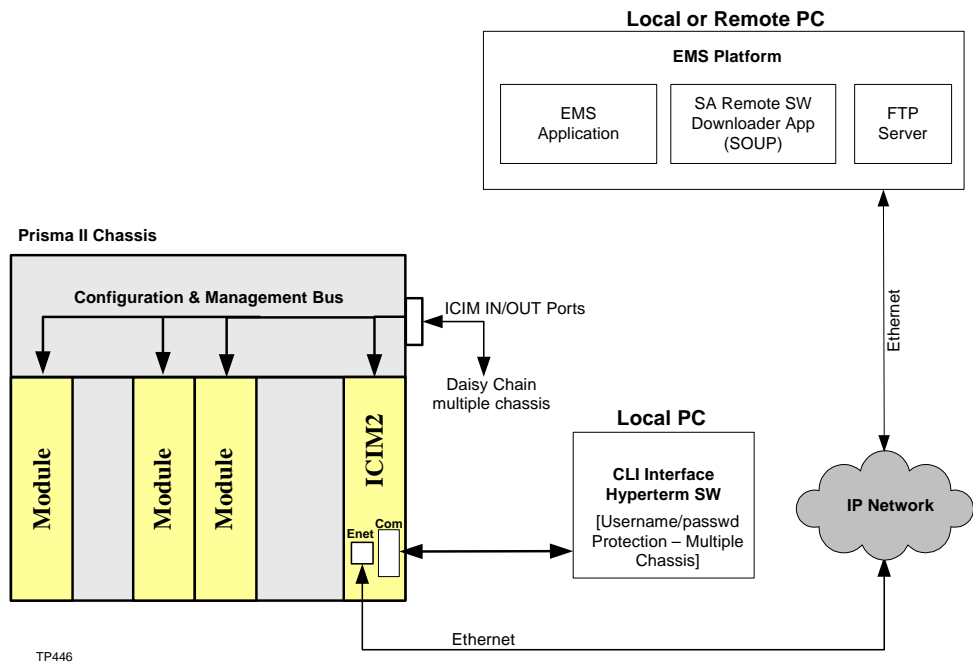 Local or Remote PC
EMS Platform
EMS
Application
SA Remote SW
Downloader App
(SOUP)
FTP
Server
Prisma II Chassis
Configuration & Management Bus
ICIM IN/OUT Ports
Daisy Chain
multiple chassis
Ethernet
Module
Module
Module
ICIM2
Enet
Com
Local PC
CLI Interface
Hyperterm SW
[Username/passwd
Protection – Multiple
Chassis]
IP Network
Ethernet
TP446